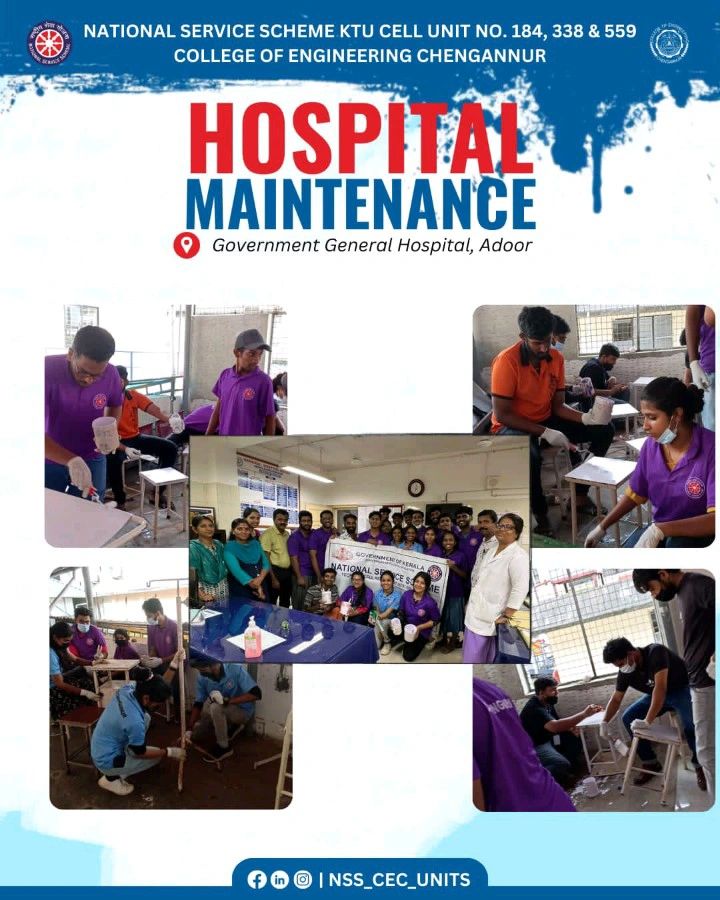 NATIONAL SERVICE SCHEME KTU CELL UNIT NO. 184, 338 & 559
COLLEGE OF ENGINEERING CHENGANNUR
HOSPITAL
MAINTENANCE
Government General Hospital, Adoor
GOVERNMENT OF KERALA
NATIONAL SERVICE SCHEME
| NSS_CEC_UNITS